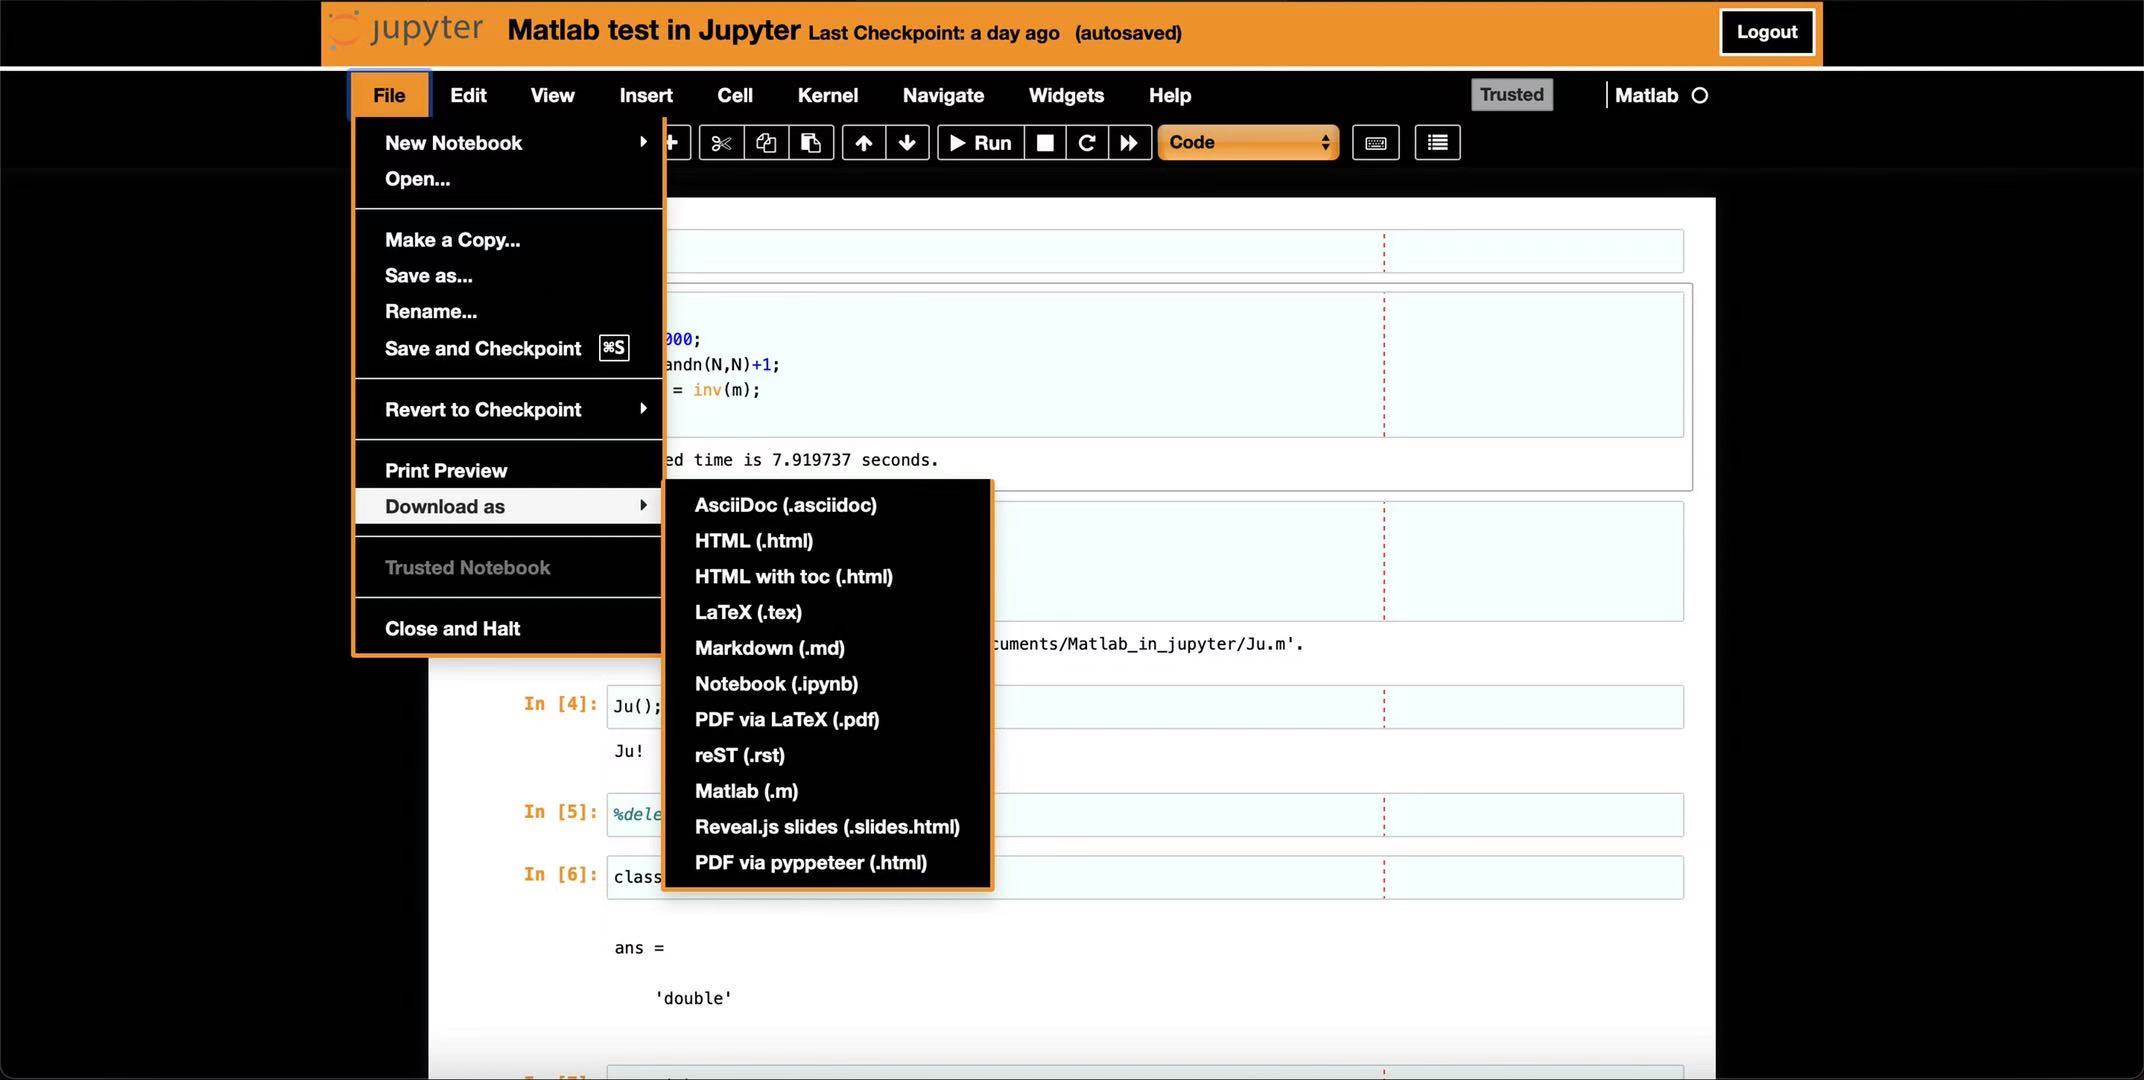 jupyter Matlab test in Jupyter Last Checkpoint: a day ago (autosaved)
Logout
File Edit View Insert Cell Kernel Navigate Widgets Help
Trusted
Matlab
New Notebook
Open...
Make a Copy...
Save as...
Rename...
Save and Checkpoint ⌘S
Revert to Checkpoint
Print Preview
Download as
Trusted Notebook
Close and Halt
Run
Code
000;
andn(N,N)+1;
= inv(m);
ed time is 7.919737 seconds.
AsciiDoc (.asciidoc)
HTML (.html)
HTML with toc (.html)
LaTeX (.tex)
Markdown (.md)
Notebook (.ipynb)
PDF via LaTeX (.pdf)
reST (.rst)
Matlab (.m)
Reveal.js slides (.slides.html)
PDF via pyppeteer (.html)
cuments/Matlab_in_jupyter/Ju.m'.
In [4]: Ju();
Ju!
In [5]: %dele
In [6]: class
ans =
'double'